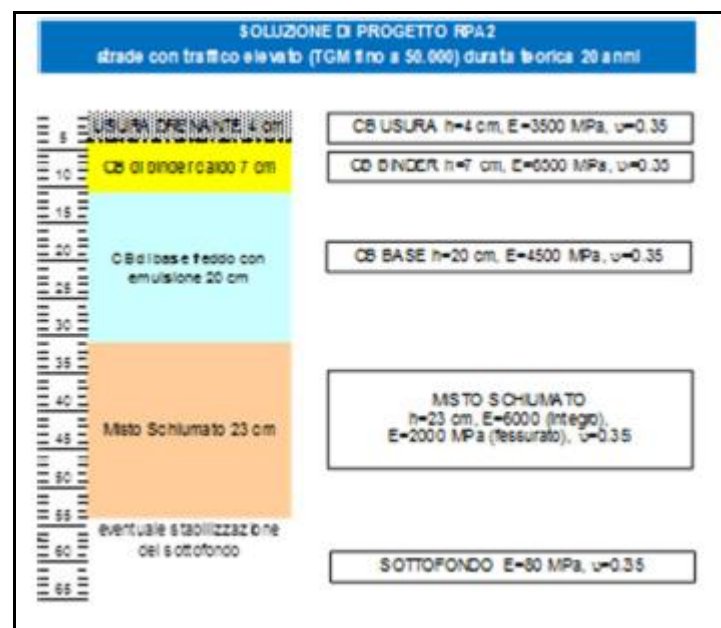 SOLUZIONE DI PROGETTO RPA2
strade con traffico elevato (TGM fino a 50.000) durata teorica 20 anni
USURA DRENANTE 4 cm
CB USURA h=4 cm, E=3500 MPa, υ=0.35
5
CB di binder caldo 7 cm
CB BINDER h=7 cm, E=6500 MPa, υ=0.35
10
15
20
CB di base freddo con
emulsione 20 cm
CB BASE h=20 cm, E=4500 MPa, υ=0.35
25
30
35
40
45
Misto Schiumato 23 cm
MISTO SCHIUMATO
h=23 cm, E=6000 (integro),
E=2000 MPa (fessurato), υ=0.35
50
55
eventuale stabilizzazione
del sottofondo
60
SOTTOFONDO E=80 MPa, υ=0.35
65